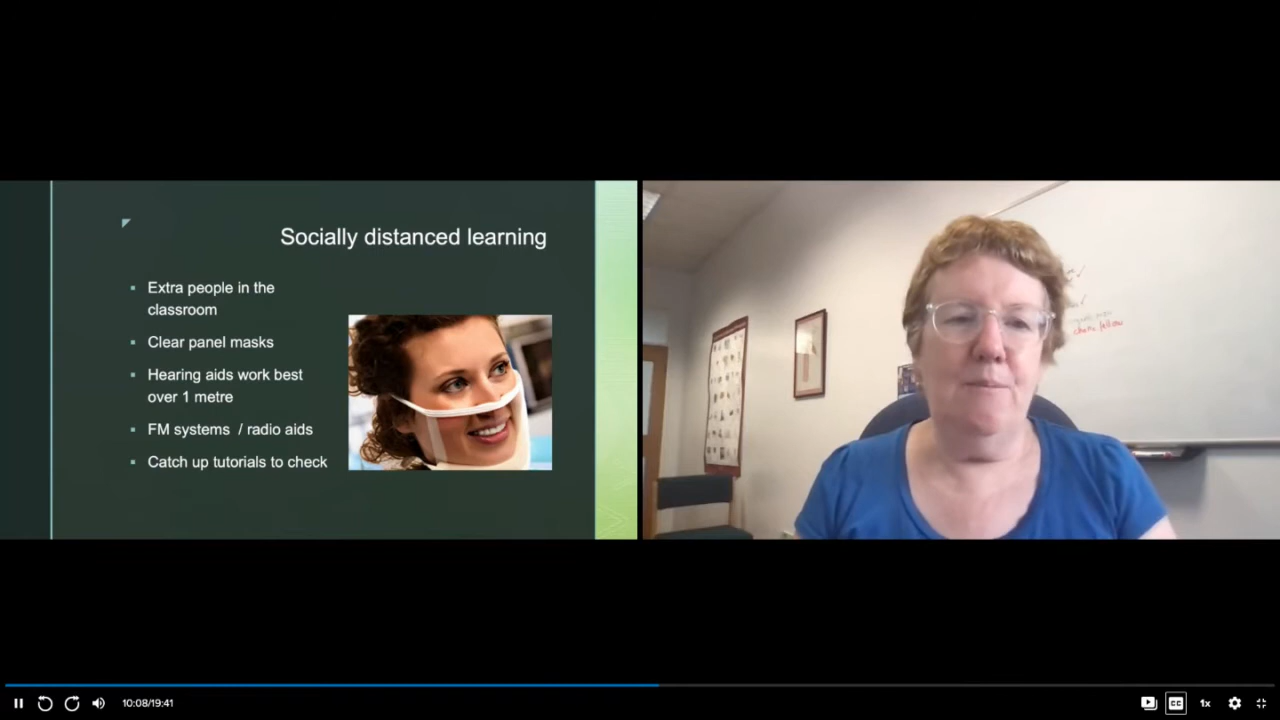 Socially distanced learning
▪ Extra people in the
classroom
▪ Clear panel masks
▪ Hearing aids work best
over 1 metre
▪ FM systems / radio aids
▪ Catch up tutorials to check
10:08/19:41
CC
1x